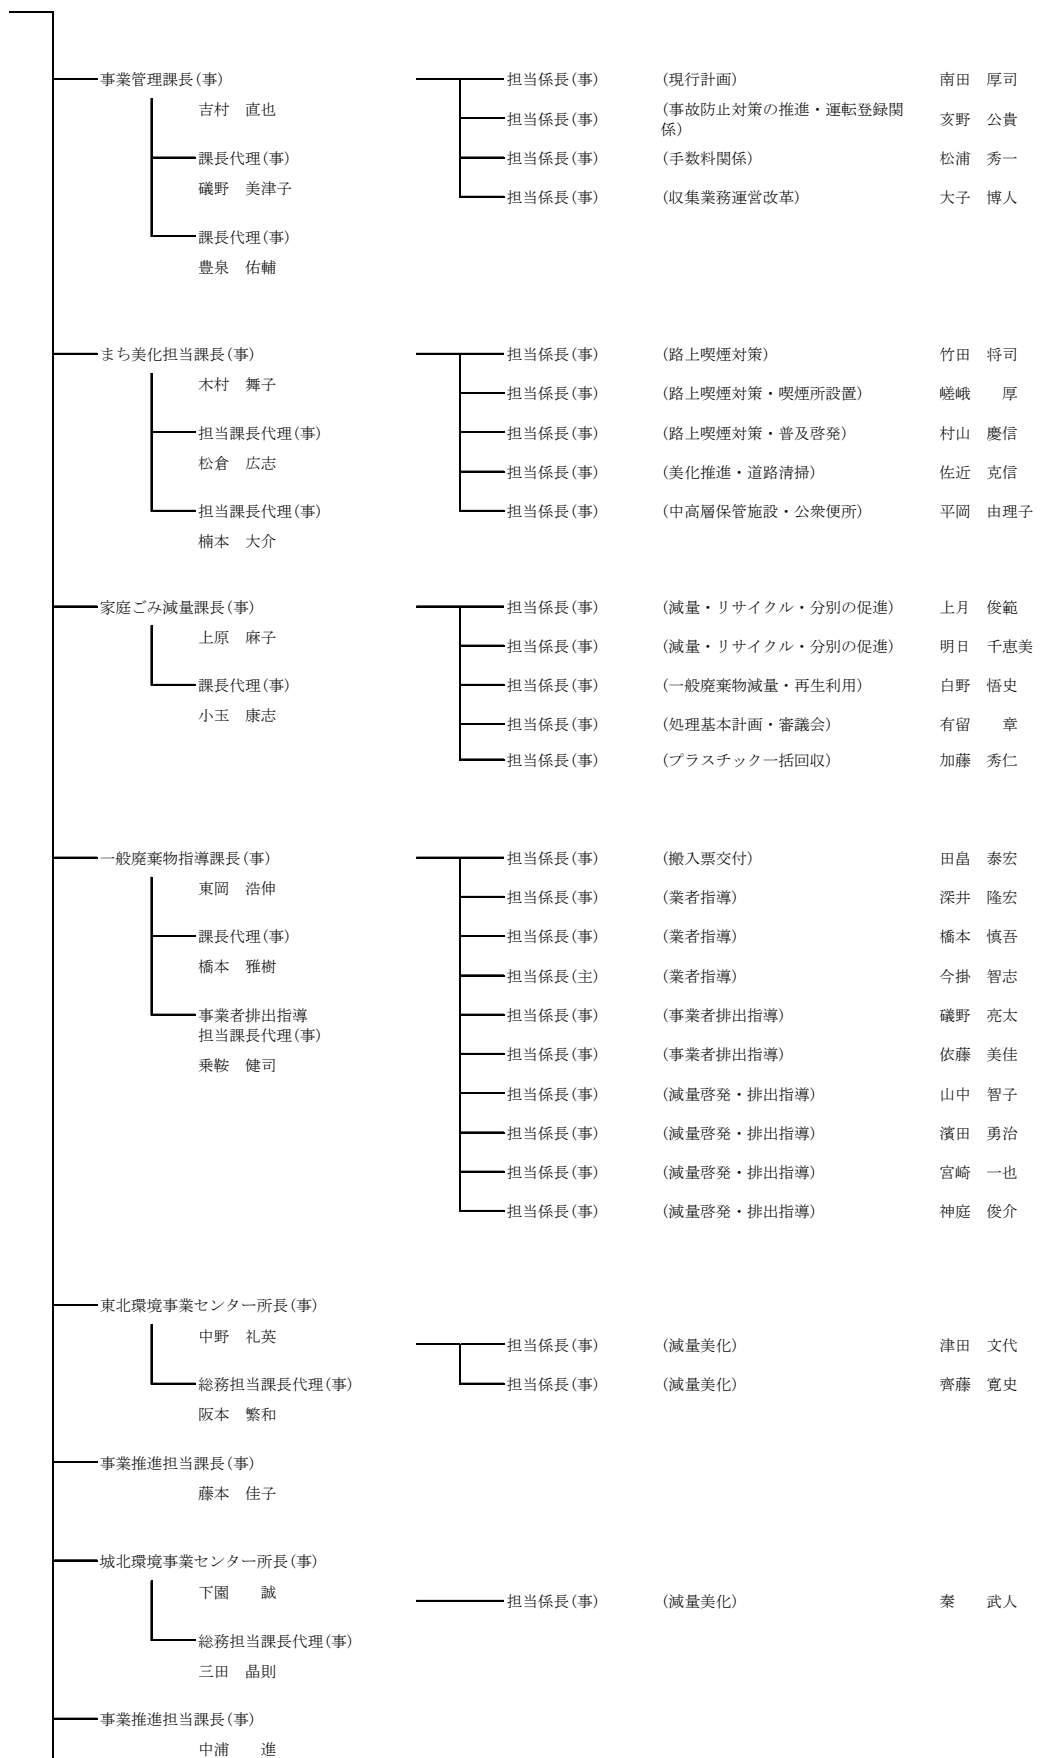 事業管理課長(事) 担当係長(事) (現行計画) 南田 厚司
吉村 直也
担当係長(事) (事故防止対策の推進・運転登録関係) 亥野 公貴
課長代理(事) 担当係長(事) (手数料関係) 松浦 秀一
礒野 美津子
担当係長(事) (収集業務運営改革) 大子 博人
課長代理(事)
豊泉 佑輔
まち美化担当課長(事) 担当係長(事) (路上喫煙対策) 竹田 将司
木村 舞子
担当係長(事) (路上喫煙対策・喫煙所設置) 嵯峨 厚
担当課長代理(事) 担当係長(事) (路上喫煙対策・普及啓発) 村山 慶信
松倉 広志
担当係長(事) (美化推進・道路清掃) 佐近 克信
担当課長代理(事) 担当係長(事) (中高層保管施設・公衆便所) 平岡 由理子
楠本 大介
家庭ごみ減量課長(事) 担当係長(事) (減量・リサイクル・分別の促進) 上月 俊範
上原 麻子
担当係長(事) (減量・リサイクル・分別の促進) 明日 千恵美
課長代理(事) 担当係長(事) (一般廃棄物減量・再生利用) 白野 悟史
小玉 康志
担当係長(事) (処理基本計画・審議会) 有留 章
担当係長(事) (プラスチック一括回収) 加藤 秀仁
一般廃棄物指導課長(事) 担当係長(事) (搬入票交付) 田畠 泰宏
東岡 浩伸
担当係長(事) (業者指導) 深井 隆宏
課長代理(事) 担当係長(事) (業者指導) 橋本 慎吾
橋本 雅樹
担当係長(主) (業者指導) 今掛 智志
事業者排出指導 担当係長(事) (事業者排出指導) 礒野 亮太
担当課長代理(事)
担当係長(事) (事業者排出指導) 依藤 美佳
乗鞍 健司
担当係長(事) (減量啓発・排出指導) 山中 智子
担当係長(事) (減量啓発・排出指導) 濱田 勇治
担当係長(事) (減量啓発・排出指導) 宮崎 一也
担当係長(事) (減量啓発・排出指導) 神庭 俊介
東北環境事業センター所長(事)
中野 礼英
担当係長(事) (減量美化) 津田 文代
総務担当課長代理(事) 担当係長(事) (減量美化) 齊藤 寛史
阪本 繁和
事業推進担当課長(事)
藤本 佳子
城北環境事業センター所長(事)
下園 誠
担当係長(事) (減量美化) 秦 武人
総務担当課長代理(事)
三田 晶則
事業推進担当課長(事)
中浦 進